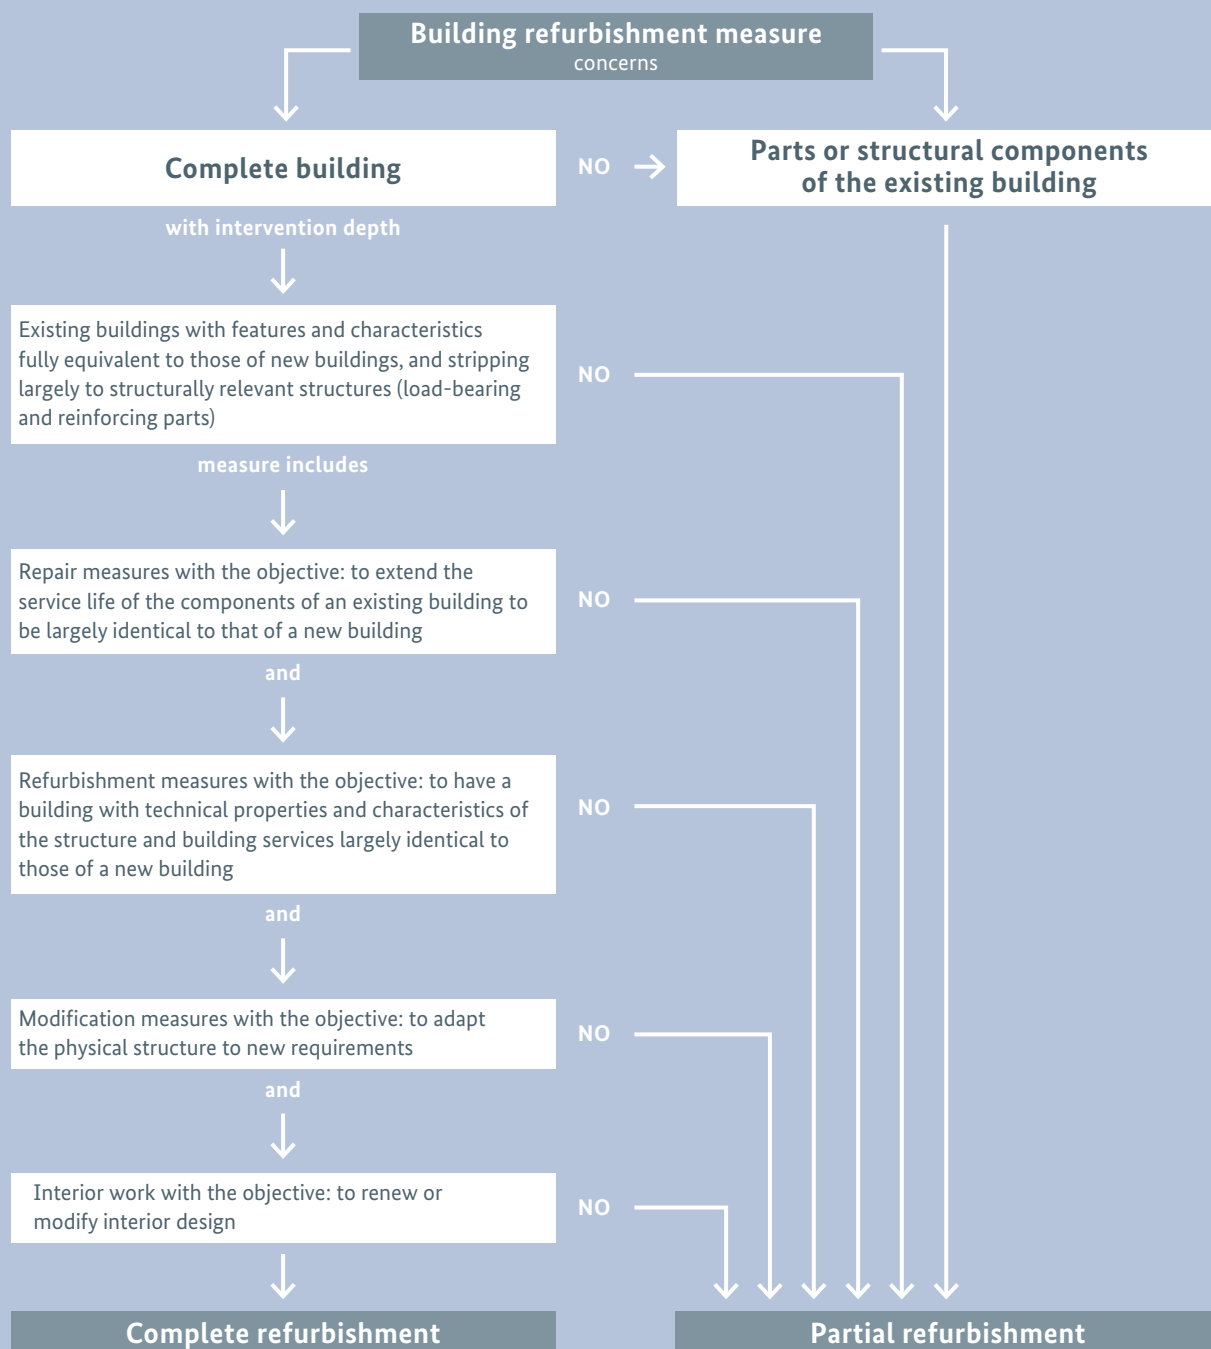 Building refurbishment measure
concerns
Complete building
NO
Parts or structural components
of the existing building
with intervention depth
Existing buildings with features and characteristics
fully equivalent to those of new buildings, and stripping
largely to structurally relevant structures (load-bearing
and reinforcing parts)
NO
measure includes
Repair measures with the objective: to extend the
service life of the components of an existing building to
be largely identical to that of a new building
NO
and
Refurbishment measures with the objective: to have a
building with technical properties and characteristics of
the structure and building services largely identical to
those of a new building
NO
and
Modification measures with the objective: to adapt
the physical structure to new requirements
NO
and
Interior work with the objective: to renew or
modify interior design
NO
Complete refurbishment
Partial refurbishment